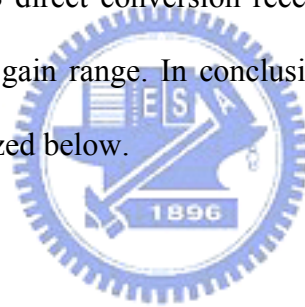 direct conversion rece
gain range. In conclusi
zed below.
E S A
1896